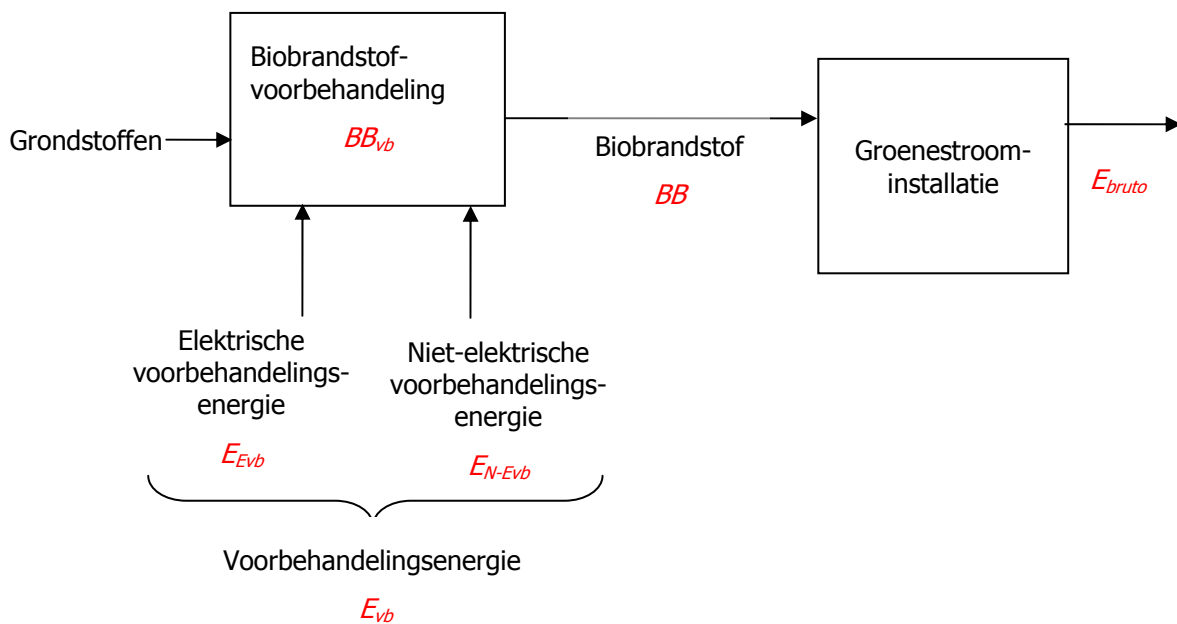 Biobrandstof-
voorbehandeling
BBvb
Grondstoffen
Biobrandstof
BB
Groenestroom-
installatie
Ebruto
Elektrische
voorbehandelings-
energie
EEvb
Niet-elektrische
voorbehandelings-
energie
EN-Evb
Voorbehandelingsenergie
Evb